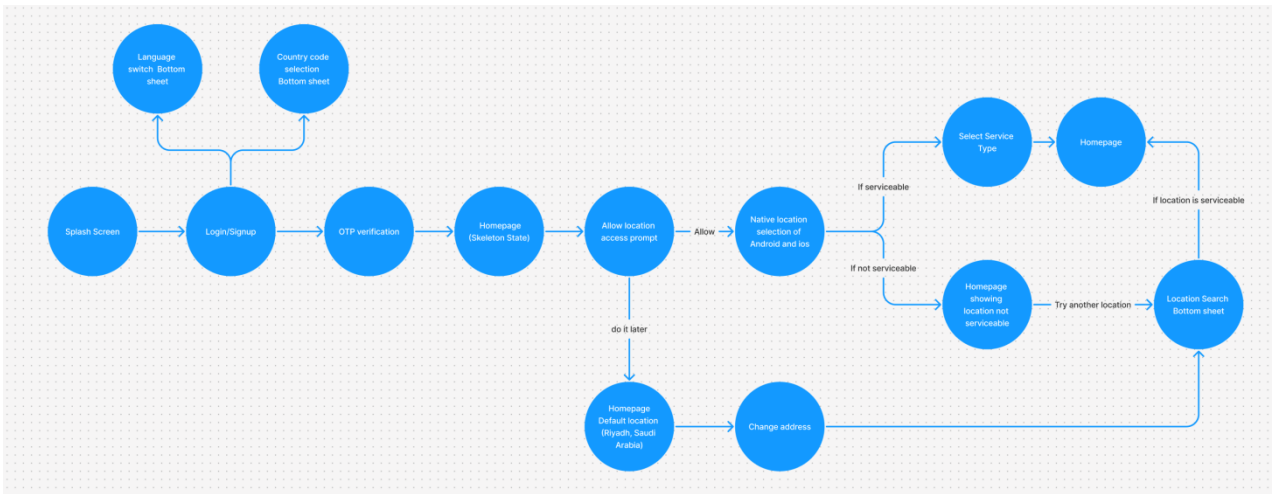 Language
switch Bottom
sheet
Country code
selection
Bottom sheet
Select Service
Type
Homepage
If serviceable
If location is serviceable
Splash Screen
Login/Signup
OTP verification
Homepage
(Skeleton State)
Allow location
access prompt
Allow
Native location
selection of
Android and ios
If not serviceable
Homepage
showing
location not
serviceable
Try another location
Location Search
Bottom sheet
do it later
Homepage
Default location
(Riyadh, Saudi
Arabia)
Change address